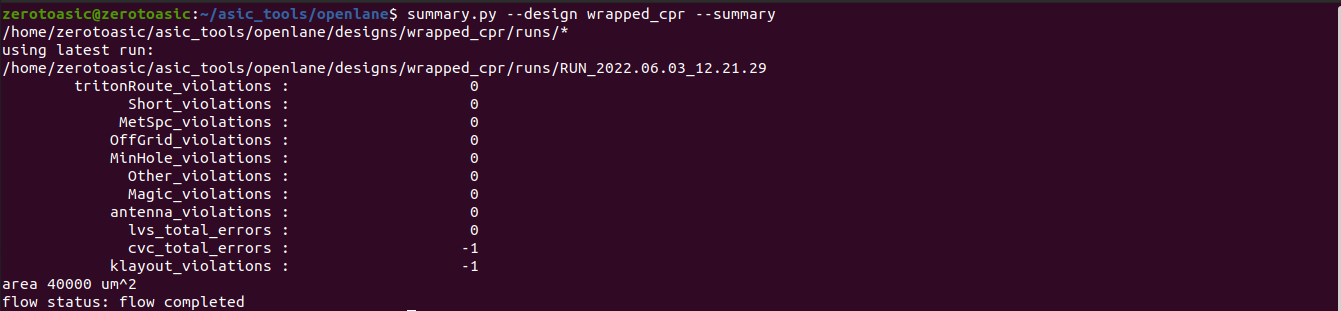 zerotoasic@zerotoasic:~/asic_tools/openlane$ summary.py --design wrapped_cpr --summary
/home/zerotoasic/asic_tools/openlane/designs/wrapped_cpr/runs/*
using latest run:
/home/zerotoasic/asic_tools/openlane/designs/wrapped_cpr/runs/RUN_2022.06.03_12.21.29
tritonRoute_violations : 0
Short_violations : 0
MetSpc_violations : 0
OffGrid_violations : 0
MinHole_violations : 0
Other_violations : 0
Magic_violations : 0
antenna_violations : 0
lvs_total_errors : 0
cvc_total_errors : -1
klayout_violations : -1
area 40000 um^2
flow status: flow completed